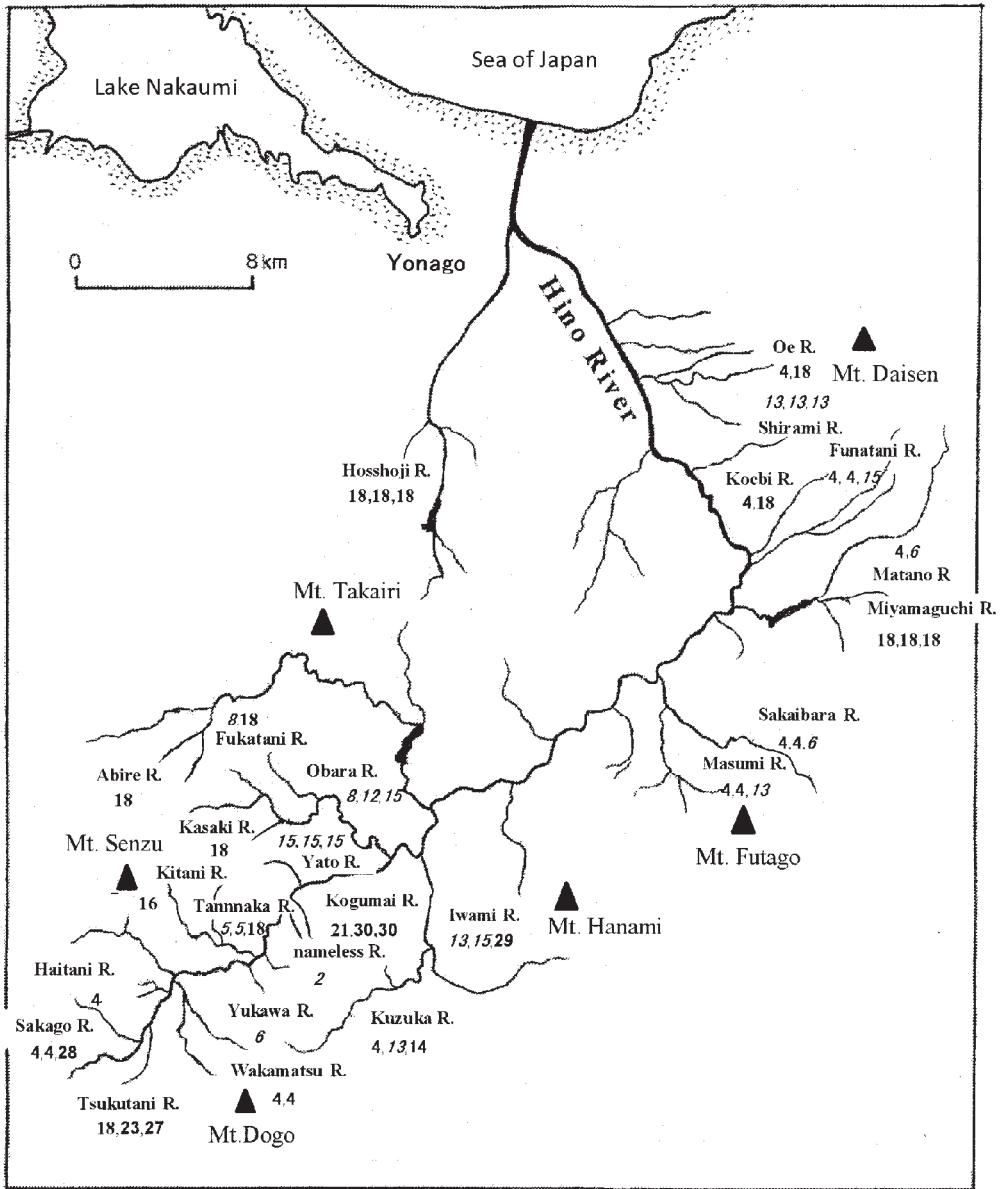 Sea of Japan
Lake Nakaumi
0 8 km
Yonago
Hino River
Oe R.
4,18
Mt. Daisen
13,13,13
Shirami R.
Funatani R.
4, 4,15
Hosshoji R.
18,18,18
Koebi R.
4.18
4,6
Matano R
Miyamaguchi R.
18,18,18
Mt. Takairi
8.18
Fukatani R.
Sakaibara R.
4.4.6
Abire R.
18
Obara R.
8,12,15
Masumi R.
4.4,13
Kasaki R.
18
15.15.15
Yato R.
Mt. Futago
Mt. Senzu
Kitani R.
16
Tannnaka R.
5,5,18
Kogumai R.
21,30,30
Iwami R.
13,15,29
Mt. Hanami
nameless R.
2
Haitani R.
4
Yukawa R.
6
Kuzuka R.
4,13,14
Sakago R.
4,4,28
Wakamatsu R.
4,4
Tsukutani R.
18,23,27
Mt.Dogo